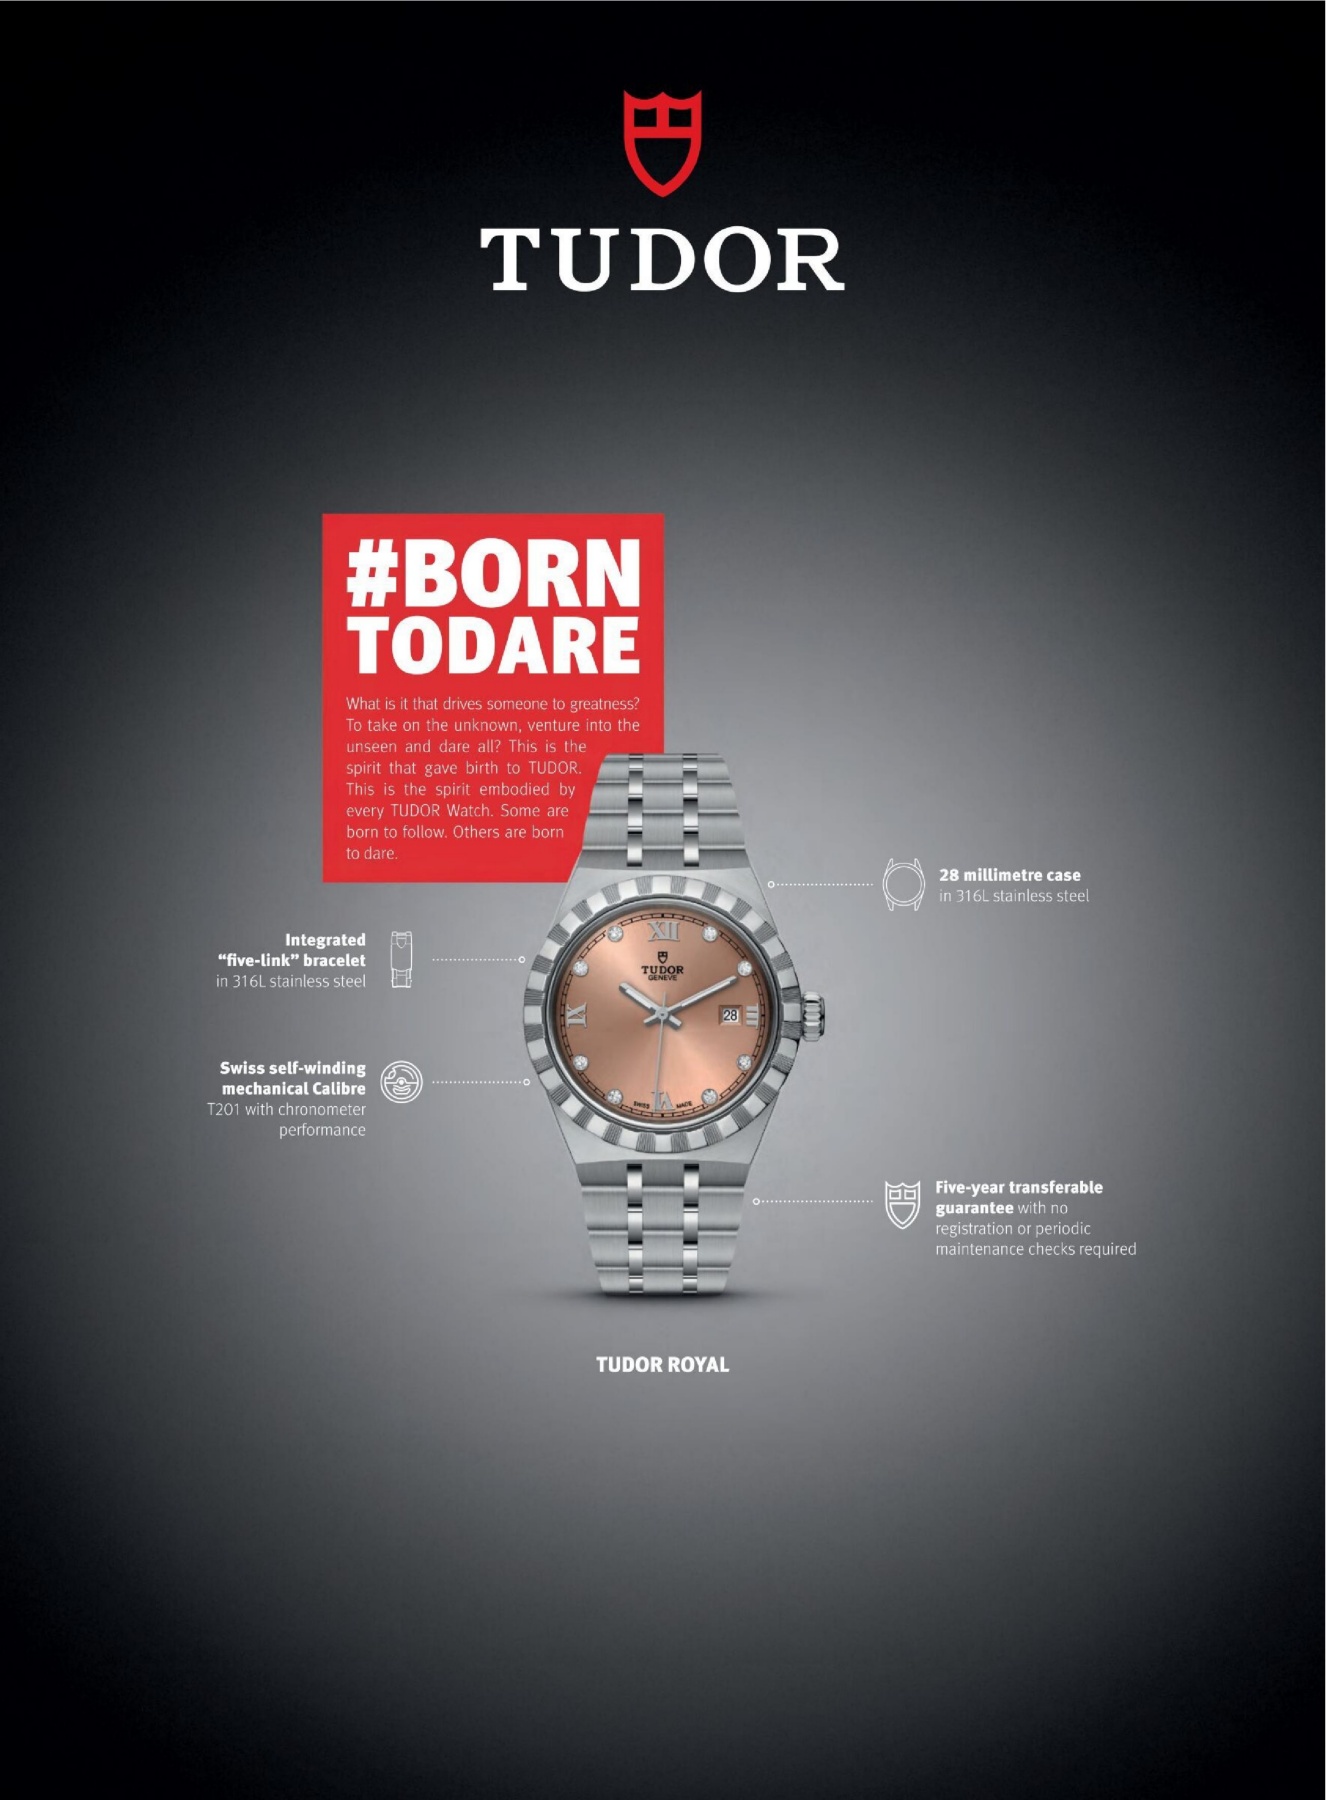 TUDOR
#BORN
TODARE
What is it that drives someone to greatness?
To take on the unknown, venture into the
unseen and dare all? This is the
spirit that gave birth to TUDOR.
This is the spirit embodied by
every TUDOR Watch. Some are
born to follow. Others are born
to dare.
28 millimetre case
in 316L stainless steel
Integrated
“five-link” bracelet
in 316L stainless steel
XII
TUDOR
GENEVE
IX
28
III
VI
SWISS MADE
Swiss self-winding
mechanical Calibre
T201 with chronometer
performance
Five-year transferable
guarantee with no
registration or periodic
maintenance checks required
TUDOR ROYAL